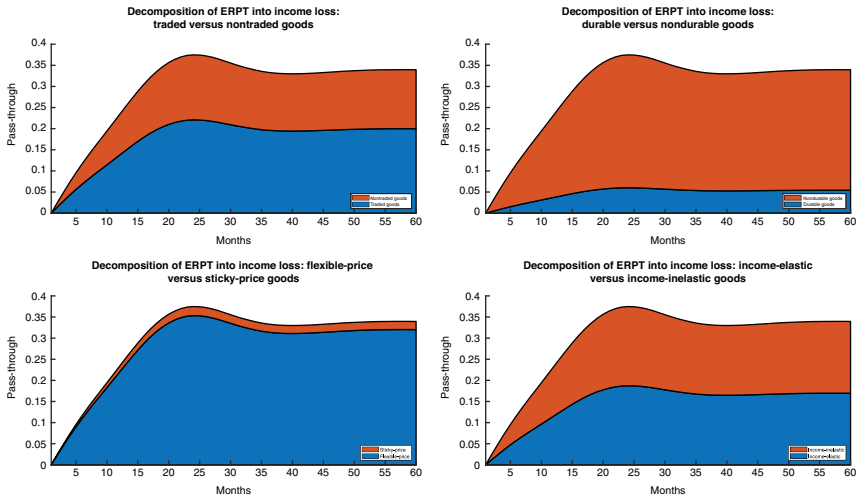 Decomposition of ERPT into income loss:
traded versus nontraded goods
0.4
0.35
0.3
0.25
0.2
0.15
0.1
0.05
0
Pass-through
5 10 15 20 25 30 35 40 45 50 55 60
Months
Nontraded goods
Traded goods
Decomposition of ERPT into income loss:
durable versus nondurable goods
0.4
0.35
0.3
0.25
0.2
0.15
0.1
0.05
0
Pass-through
5 10 15 20 25 30 35 40 45 50 55 60
Months
Nondurable goods
Durable goods
Decomposition of ERPT into income loss: flexible-price
versus sticky-price goods
0.4
0.35
0.3
0.25
0.2
0.15
0.1
0.05
0
Pass-through
5 10 15 20 25 30 35 40 45 50 55 60
Months
Sticky-price
Flexible-price
Decomposition of ERPT into income loss: income-elastic
versus income-inelastic goods
0.4
0.35
0.3
0.25
0.2
0.15
0.1
0.05
0
Pass-through
5 10 15 20 25 30 35 40 45 50 55 60
Months
Income-inelastic
Income-elastic